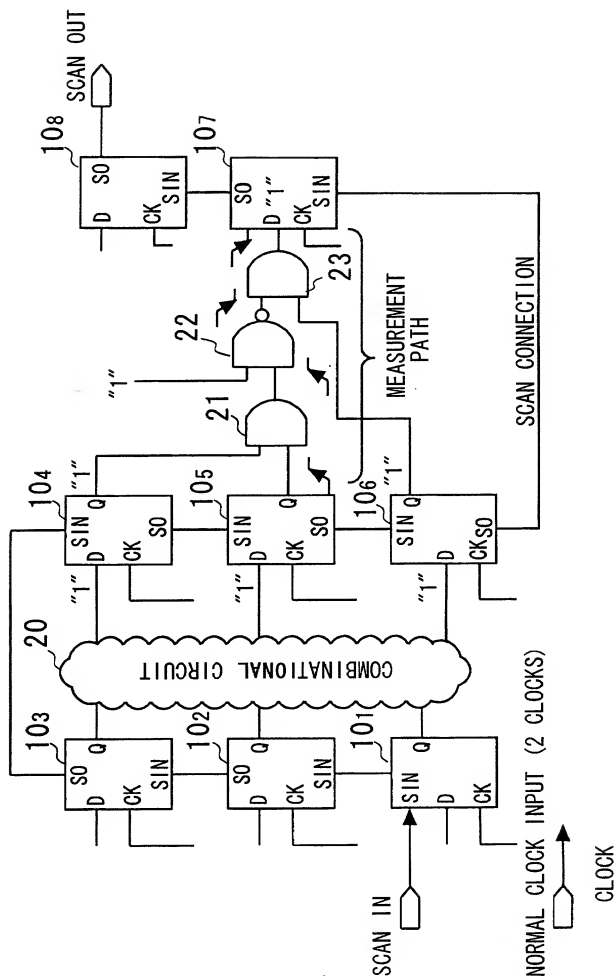 SCAN OUT
10₈
SO
D
CK
SIN
10₇
SO
D
"1"
CK
SIN
23
22
"1"
21
MEASUREMENT
PATH
SCAN CONNECTION
10₄
"1"
SIN
Q
D
"1"
CK
SO
10₅
SIN
Q
D
"1"
CK
SO
10₆
"1"
SIN
Q
D
"1"
CK
SO
20
COMBINATIONAL CIRCUIT
10₃
SO
Q
D
CK
SIN
10₂
SO
Q
D
CK
SIN
10₁
SIN
Q
D
CK
SCAN IN
NORMAL CLOCK INPUT (2 CLOCKS)
CLOCK